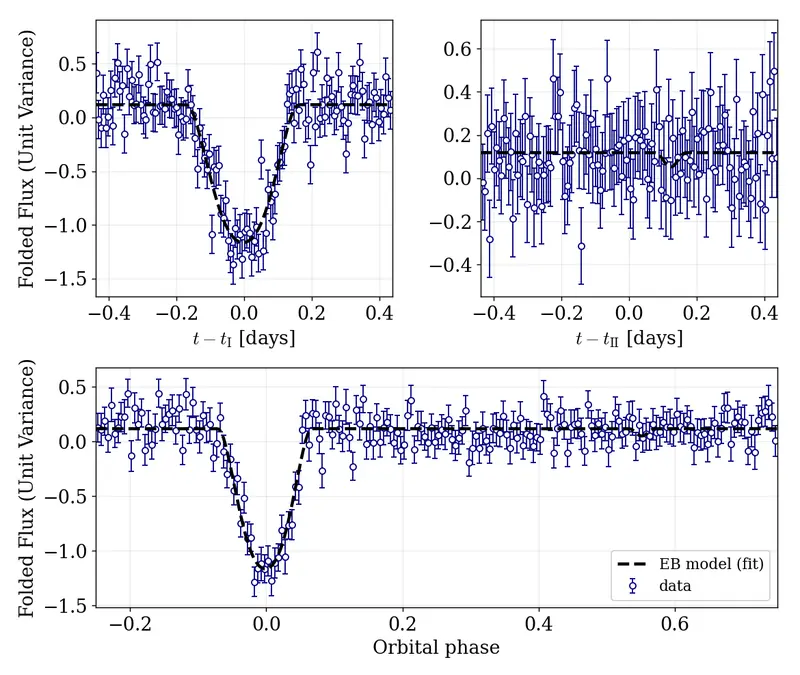 Folded Flux (Unit Variance)
0.5
0.0
−0.5
−1.0
−1.5
−0.4 −0.2 0.0 0.2 0.4
t − tI [days]
0.6
0.4
0.2
0.0
−0.2
−0.4
−0.4 −0.2 0.0 0.2 0.4
t − tII [days]
Folded Flux (Unit Variance)
0.5
0.0
−0.5
−1.0
−1.5
−0.2 0.0 0.2 0.4 0.6
Orbital phase
EB model (fit)
data